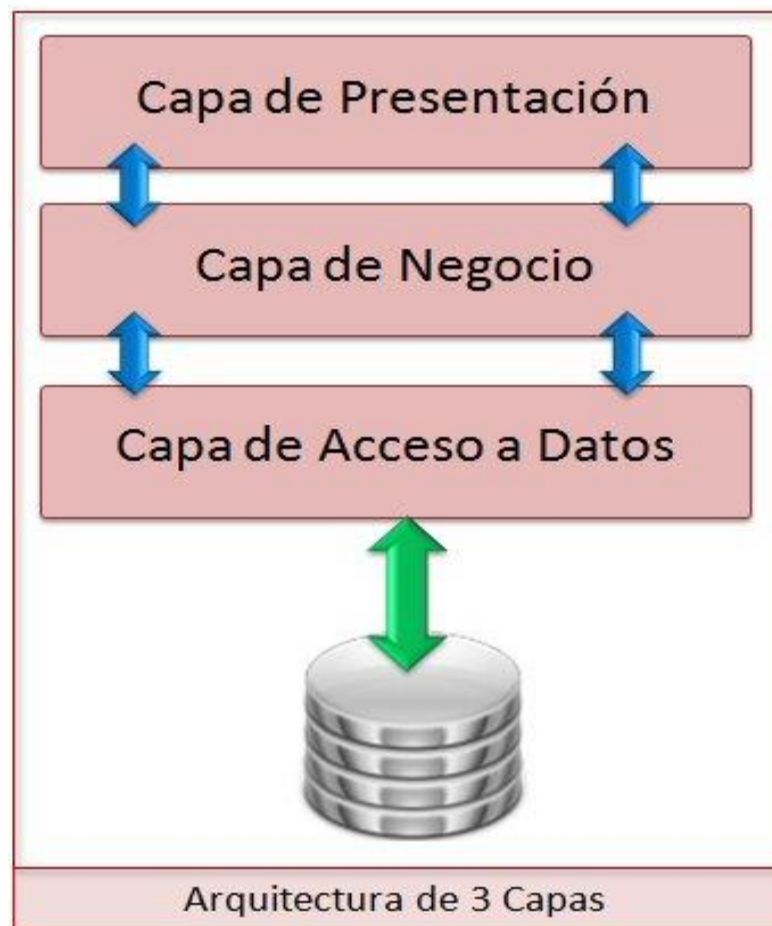 Capa de Presentación
Capa de Negocio
Capa de Acceso a Datos
Arquitectura de 3 Capas